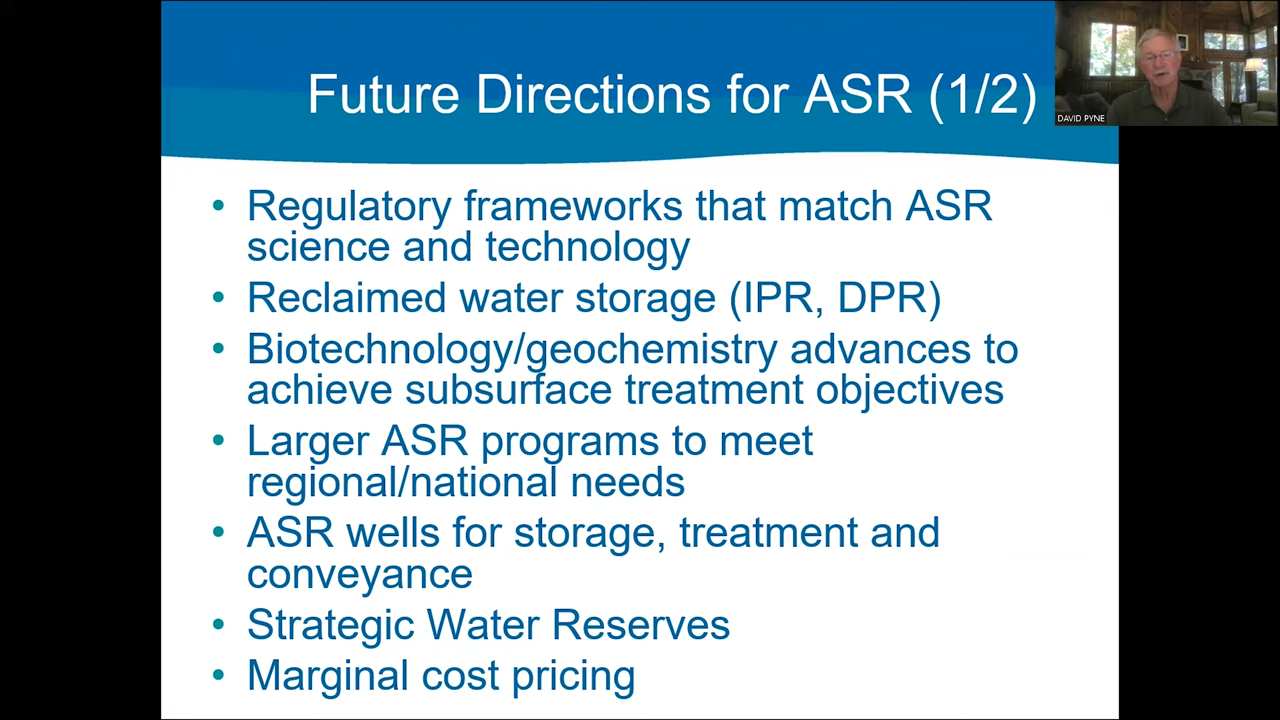 Future Directions for ASR (1/2)
DAVID PYNE
• Regulatory frameworks that match ASR
science and technology
• Reclaimed water storage (IPR, DPR)
• Biotechnology/geochemistry advances to
achieve subsurface treatment objectives
• Larger ASR programs to meet
regional/national needs
• ASR wells for storage, treatment and
conveyance
• Strategic Water Reserves
• Marginal cost pricing